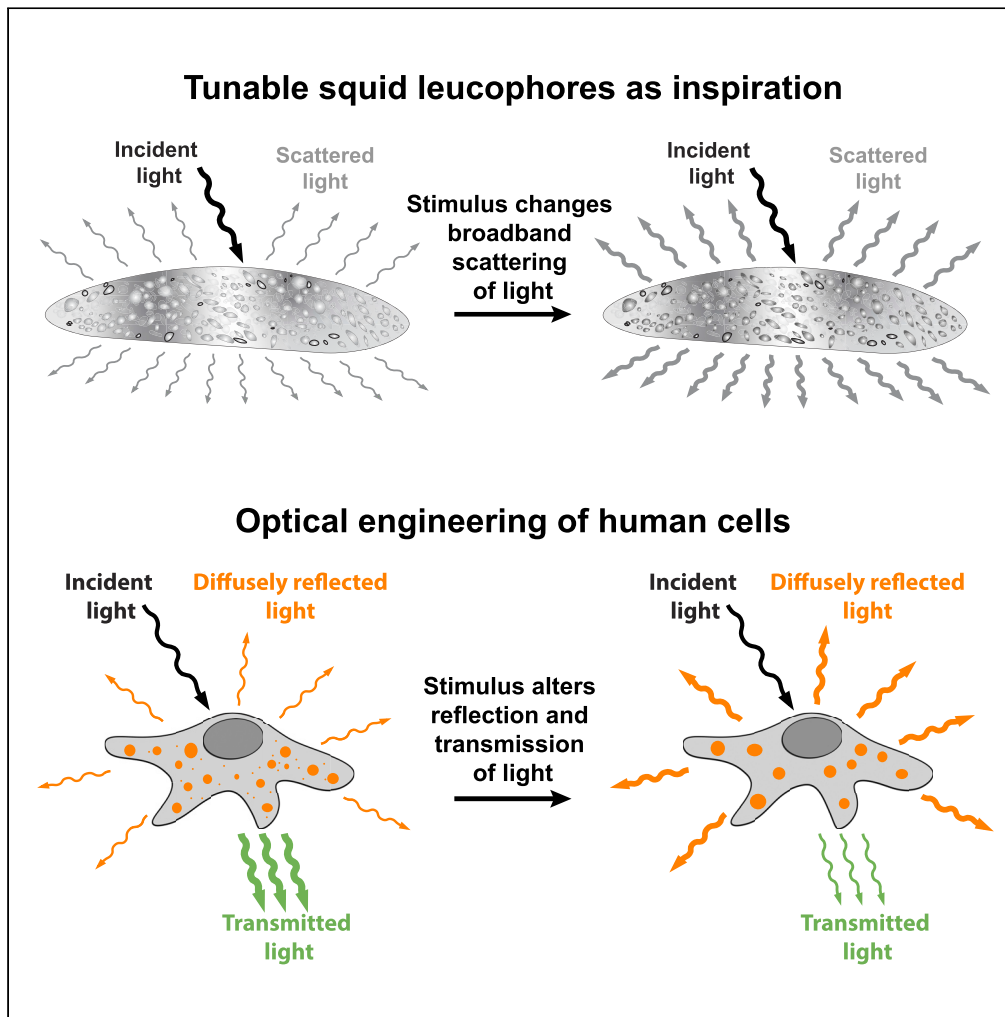 Tunable squid leucophores as inspiration
Incident
light
Scattered
light
Stimulus changes
broadband
scattering
of light
Incident
light
Scattered
light
Optical engineering of human cells
Incident
light
Diffusely reflected
light
Stimulus alters
reflection and
transmission
of light
Incident
light
Diffusely reflected
light
Transmitted
light
Transmitted
light